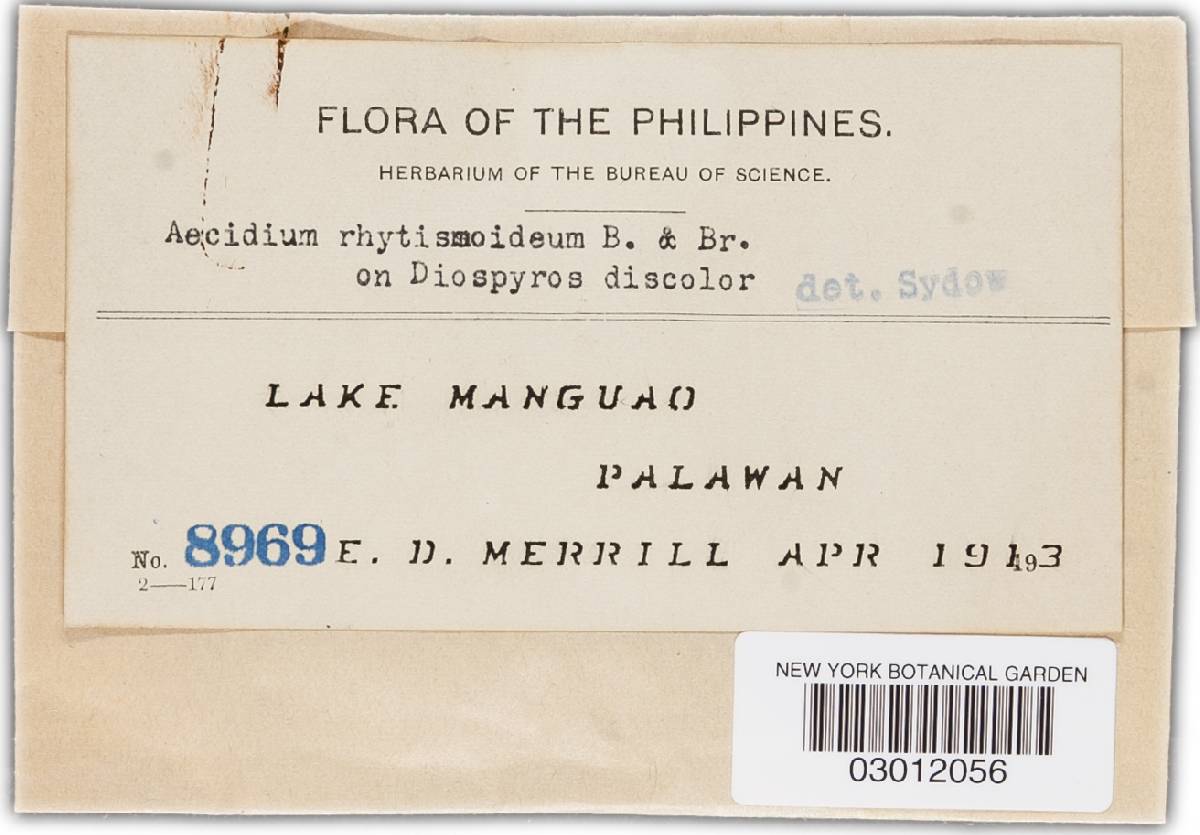 FLORA OF THE PHILIPPINES.
HERBARIUM OF THE BUREAU OF SCIENCE.
Aecidium rhytismoideum B. & Br.
on Diospyros discolor det. Sydow
LAKE MANGUAO
PALAWAN
No. 8969 E. D. MERRILL APR 1913 19
2—177
NEW YORK BOTANICAL GARDEN
03012056